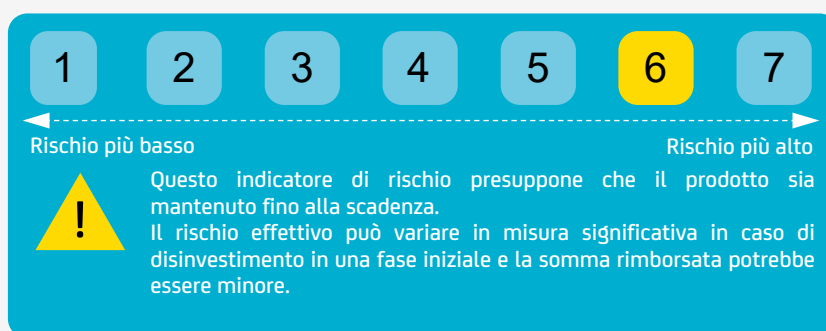 1 2 3 4 5 6 7
Rischio più basso Rischio più alto
!
Questo indicatore di rischio presuppone che il prodotto sia
mantenuto fino alla scadenza.
Il rischio effettivo può variare in misura significativa in caso di
disinvestimento in una fase iniziale e la somma rimborsata potrebbe
essere minore.